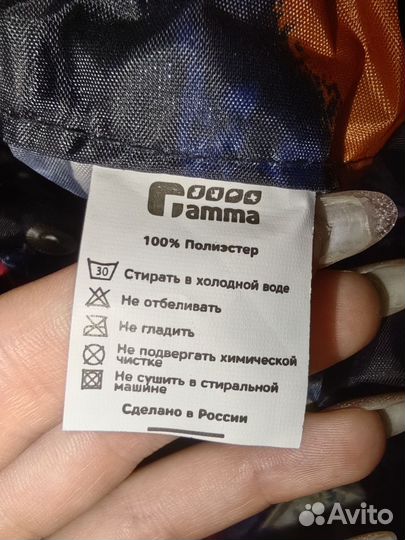 Gamma
100% Полиэстер
30 Стирать в холодной воде
Не отбеливать
Не гладить
Не подвергать химической
чистке
Не сушить в стиральной
машине
Сделано в России
Avito